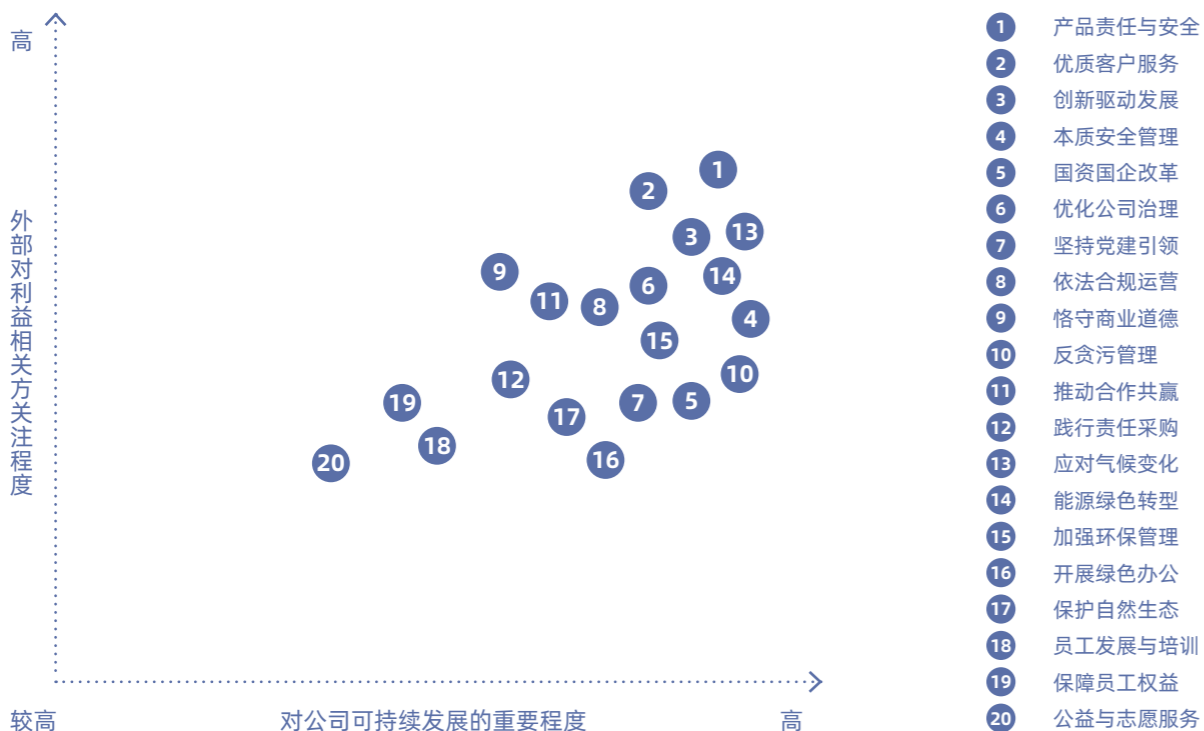 高
外部对利益相关方关注程度
1
2
3
13
14
9
6
11
8
4
15
10
12
19
7
5
17
18
20
16
较高
对公司可持续发展的重要程度
高
1 产品责任与安全
2 优质客户服务
3 创新驱动发展
4 本质安全管理
5 国资国企改革
6 优化公司治理
7 坚持党建引领
8 依法合规运营
9 恪守商业道德
10 反贪污管理
11 推动合作共赢
12 践行责任采购
13 应对气候变化
14 能源绿色转型
15 加强环保管理
16 开展绿色办公
17 保护自然生态
18 员工发展与培训
19 保障员工权益
20 公益与志愿服务